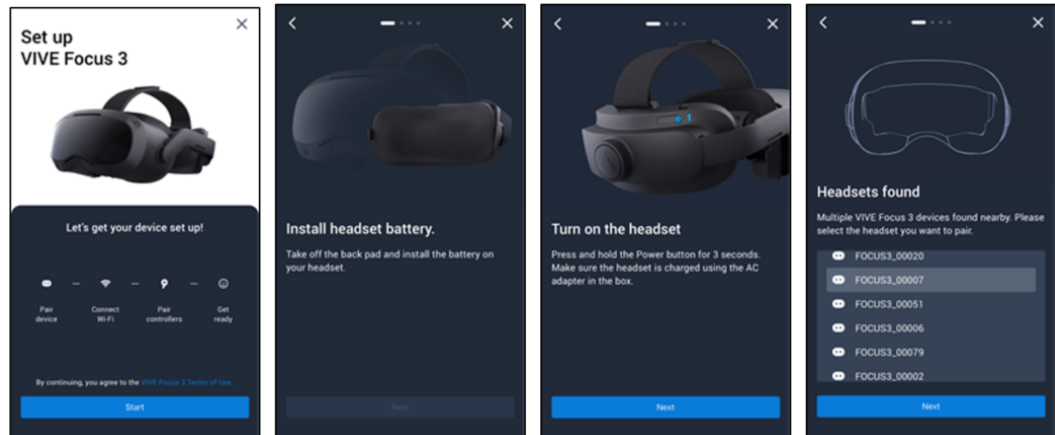 Set up
VIVE Focus 3
Let's get your device set up!
Pair
device
Connect
Wi-Fi
Pair
controllers
Get
ready
By continuing, you agree to the VIVE Focus 3 Terms of Use
Start
Install headset battery.
Take off the back pad and install the battery on
your headset.
Next
1
Turn on the headset
Press and hold the Power button for 3 seconds.
Make sure the headset is charged using the AC
adapter in the box.
Next
Headsets found
Multiple VIVE Focus 3 devices found nearby. Please
select the headset you want to pair.
FOCUS3_00020
FOCUS3_00007
FOCUS3_00051
FOCUS3_00006
FOCUS3_00079
FOCUS3_00002
Next